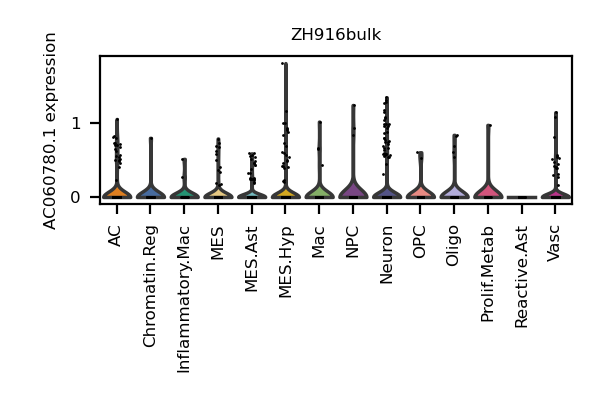 ZH916bulk
AC060780.1 expression
1
0
AC
Chromatin.Reg
Inflammatory.Mac
MES
MES.Ast
MES.Hyp
Mac
NPC
Neuron
OPC
Oligo
Prolif.Metab
Reactive.Ast
Vasc